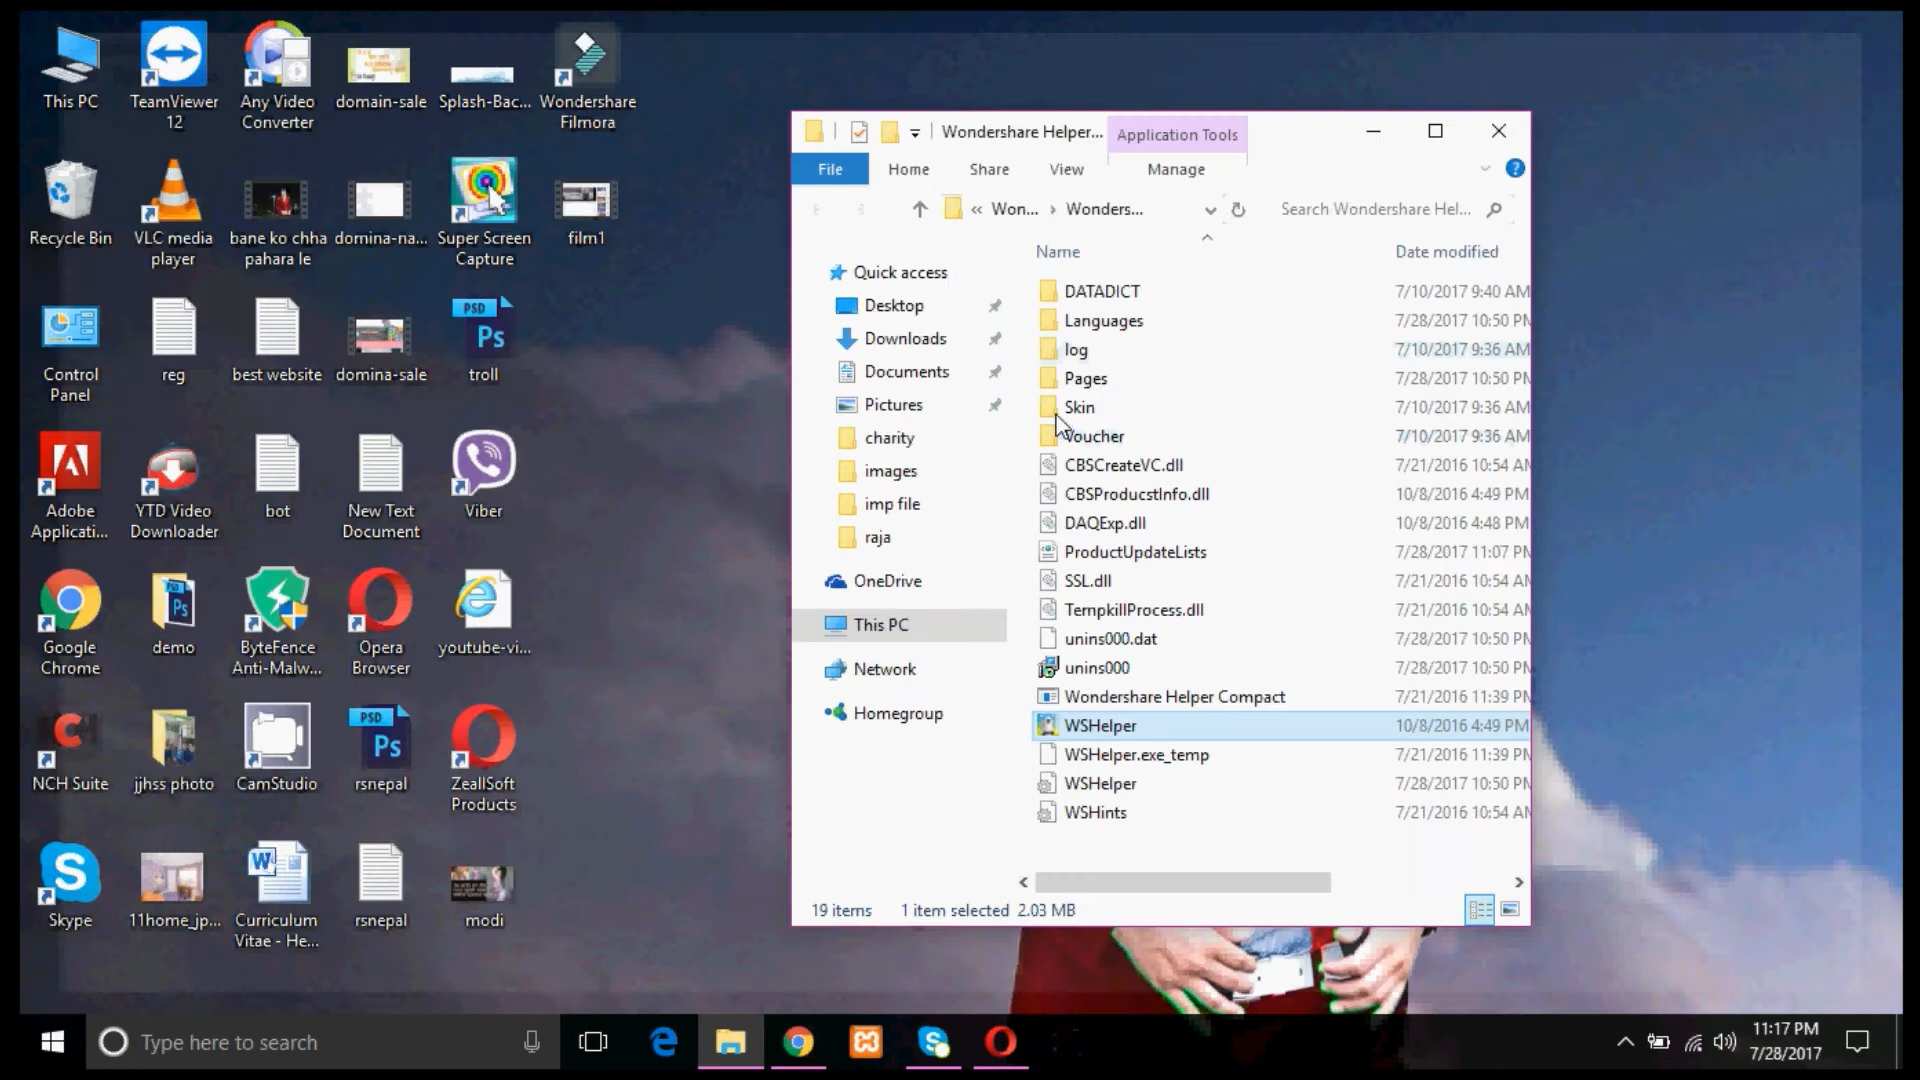 This PC
TeamViewer
12
Any Video
Converter
domain-sale
Splash-Bac...
Wondershare
Filmora
Recycle Bin
VLC media
player
bane ko chha
pahara le
domina-na...
Super Screen
Capture
film1
Control
Panel
reg
best website
domina-sale
PSD
Ps
troll
Adobe
Applicati...
YTD Video
Downloader
bot
New Text
Document
Viber
Google
Chrome
Ps
demo
ByteFence
Anti-Malw...
Opera
Browser
youtube-vi...
NCH Suite
jjhss photo
CamStudio
PSD
Ps
rsnepal
ZeallSoft
Products
Skype
11home_jp...
Curriculum
Vitae - He...
rsnepal
modi
Wondershare Helper...
Application Tools
File
Home
Share
View
Manage
« Won... › Wonders...
Search Wondershare Hel...
Name
Date modified
Quick access
Desktop
Downloads
Documents
Pictures
charity
images
imp file
raja
OneDrive
This PC
Network
Homegroup
DATADICT 7/10/2017 9:40 AM
Languages 7/28/2017 10:50 PM
log 7/10/2017 9:36 AM
Pages 7/28/2017 10:50 PM
Skin 7/10/2017 9:36 AM
Voucher 7/10/2017 9:36 AM
CBSCreateVC.dll 7/21/2016 10:54 AM
CBSProducstInfo.dll 10/8/2016 4:49 PM
DAQExp.dll 10/8/2016 4:48 PM
ProductUpdateLists 7/28/2017 11:07 PM
SSL.dll 7/21/2016 10:54 AM
TempkillProcess.dll 7/21/2016 10:54 AM
unins000.dat 7/28/2017 10:50 PM
unins000 7/28/2017 10:50 PM
Wondershare Helper Compact 7/21/2016 11:39 PM
WSHelper 10/8/2016 4:49 PM
WSHelper.exe_temp 7/21/2016 11:39 PM
WSHelper 7/28/2017 10:50 PM
WSHints 7/21/2016 10:54 AM
19 items 1 item selected 2.03 MB
Type here to search
11:17 PM
7/28/2017